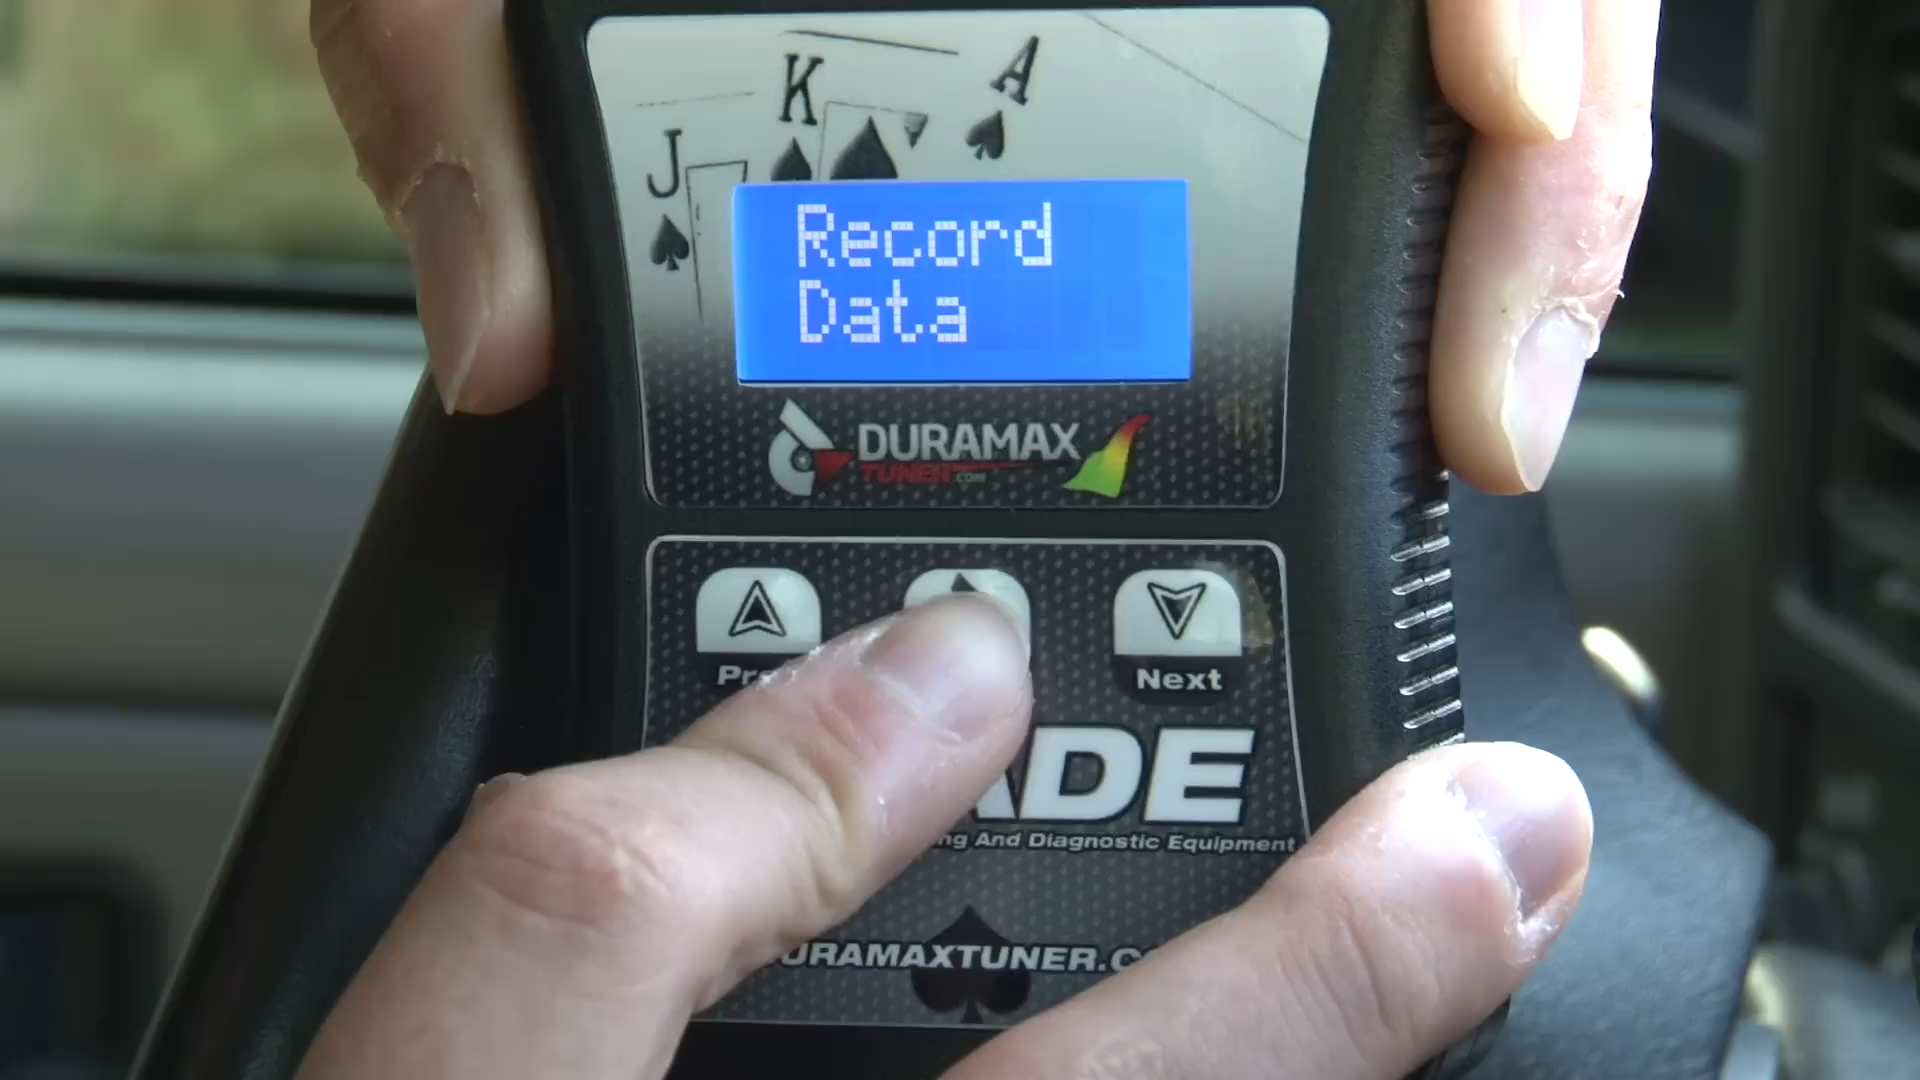 K A
J
Record
Data
DURAMAX
TUNER.com
Next
And Diagnostic Equipment